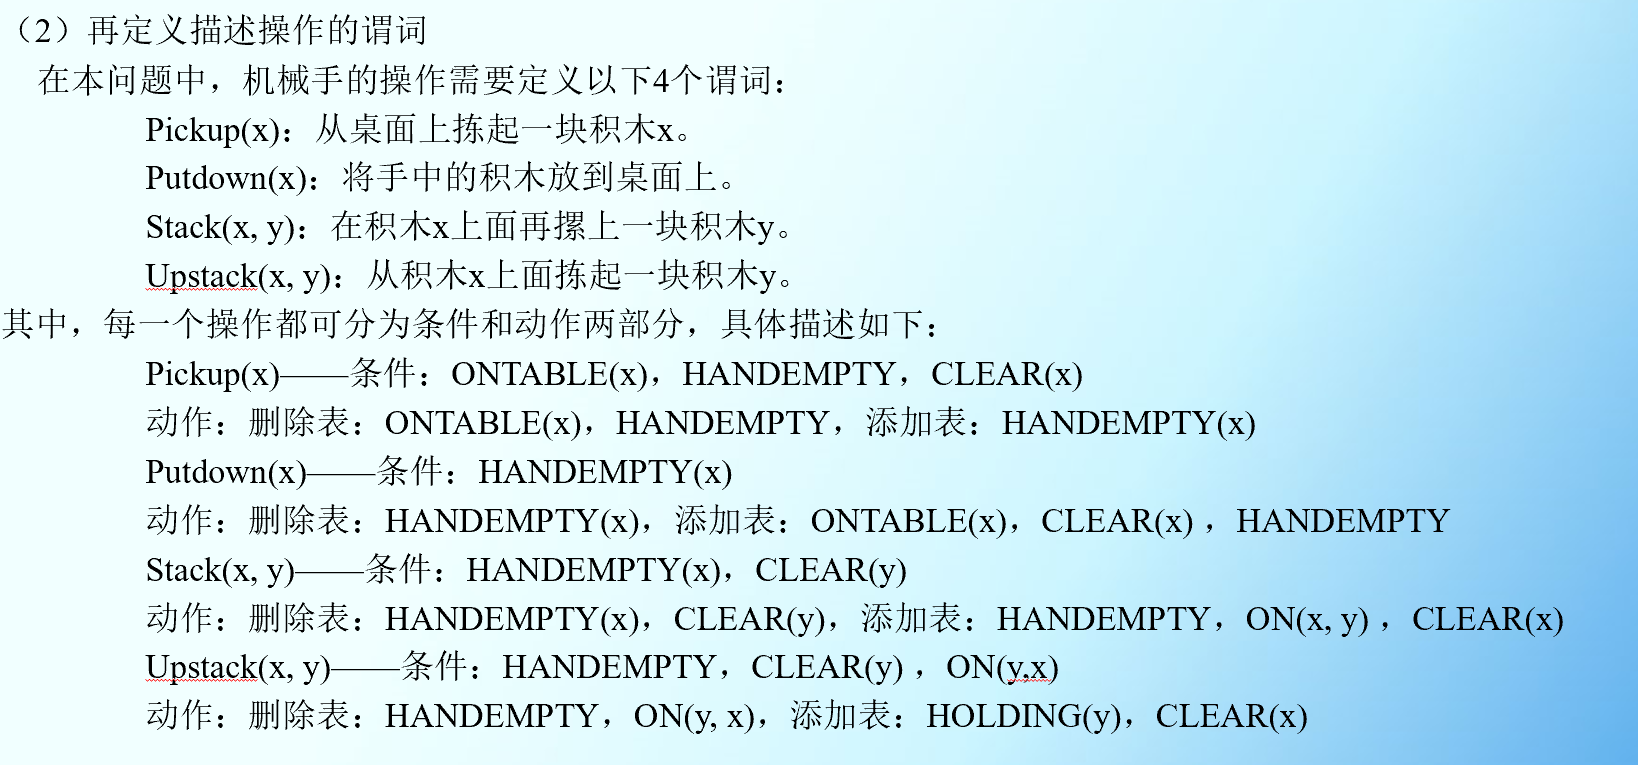 （2）再定义描述操作的谓词
在本问题中，机械手的操作需要定义以下4个谓词：
Pickup(x)：从桌面上拣起一块积木x。
Putdown(x)：将手中的积木放到桌面上。
Stack(x, y)：在积木x上面再摞上一块积木y。
Upstack(x, y)：从积木x上面拣起一块积木y。
其中，每一个操作都可分为条件和动作两部分，具体描述如下：
Pickup(x)——条件：ONTABLE(x)，HANDEMPTY，CLEAR(x)
动作：删除表：ONTABLE(x)，HANDEMPTY，添加表：HANDEMPTY(x)
Putdown(x)——条件：HANDEMPTY(x)
动作：删除表：HANDEMPTY(x)，添加表：ONTABLE(x)，CLEAR(x) ，HANDEMPTY
Stack(x, y)——条件：HANDEMPTY(x)，CLEAR(y)
动作：删除表：HANDEMPTY(x)，CLEAR(y)，添加表：HANDEMPTY，ON(x, y) ，CLEAR(x)
Upstack(x, y)——条件：HANDEMPTY，CLEAR(y) ，ON(y,x)
动作：删除表：HANDEMPTY，ON(y, x)，添加表：HOLDING(y)，CLEAR(x)